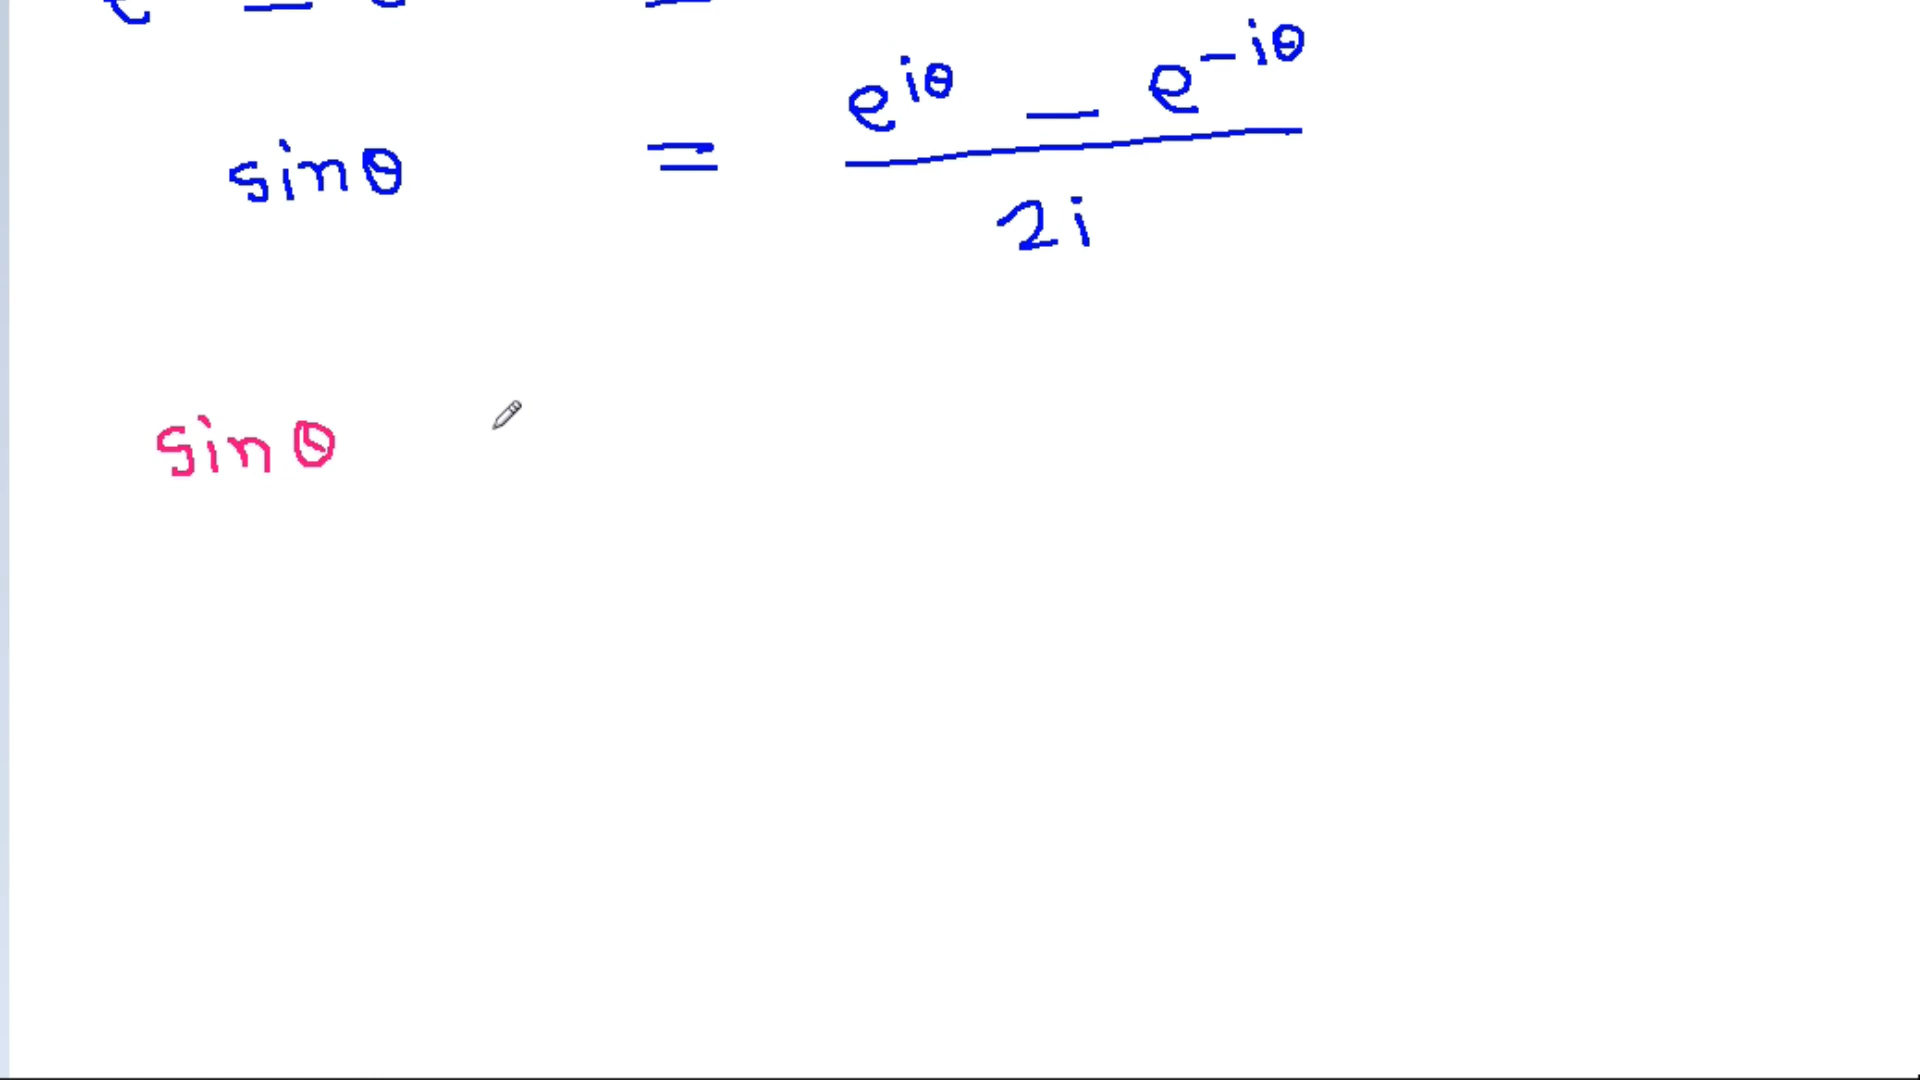 sinθ = (e^{iθ} − e^{−iθ}) / 2i
sinθ